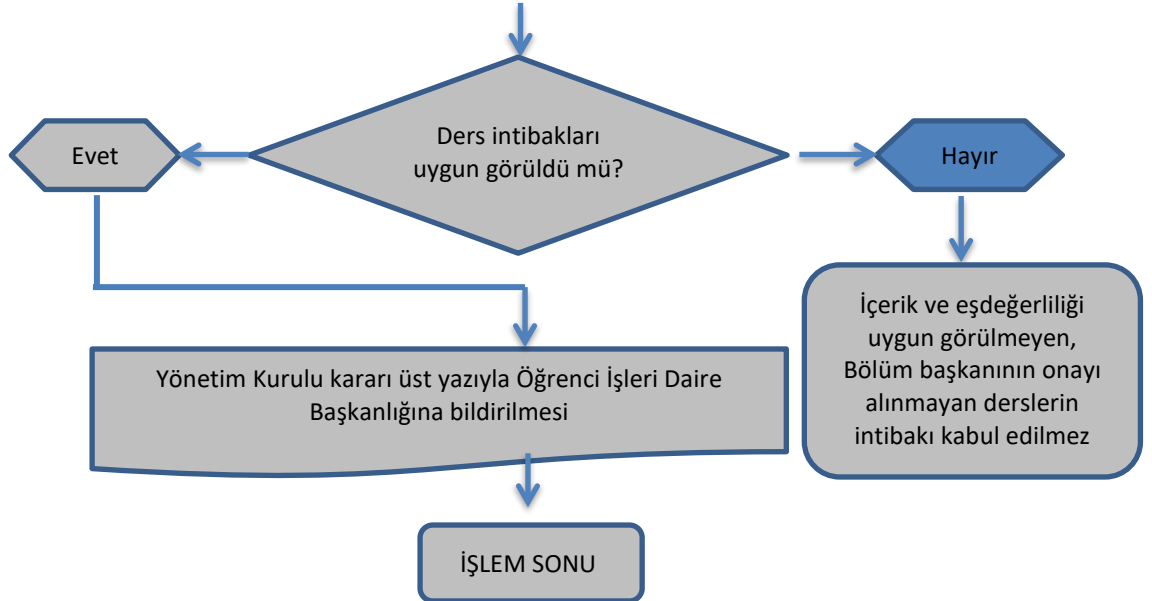 Ders intibakları
uygun görüldü mü?
Evet
Hayır
İçerik ve eşdeğerliliği
uygun görülmeyen,
Bölüm başkanının onayı
alınmayan derslerin
intibakı kabul edilmez
Yönetim Kurulu kararı üst yazıyla Öğrenci İşleri Daire
Başkanlığına bildirilmesi
İŞLEM SONU